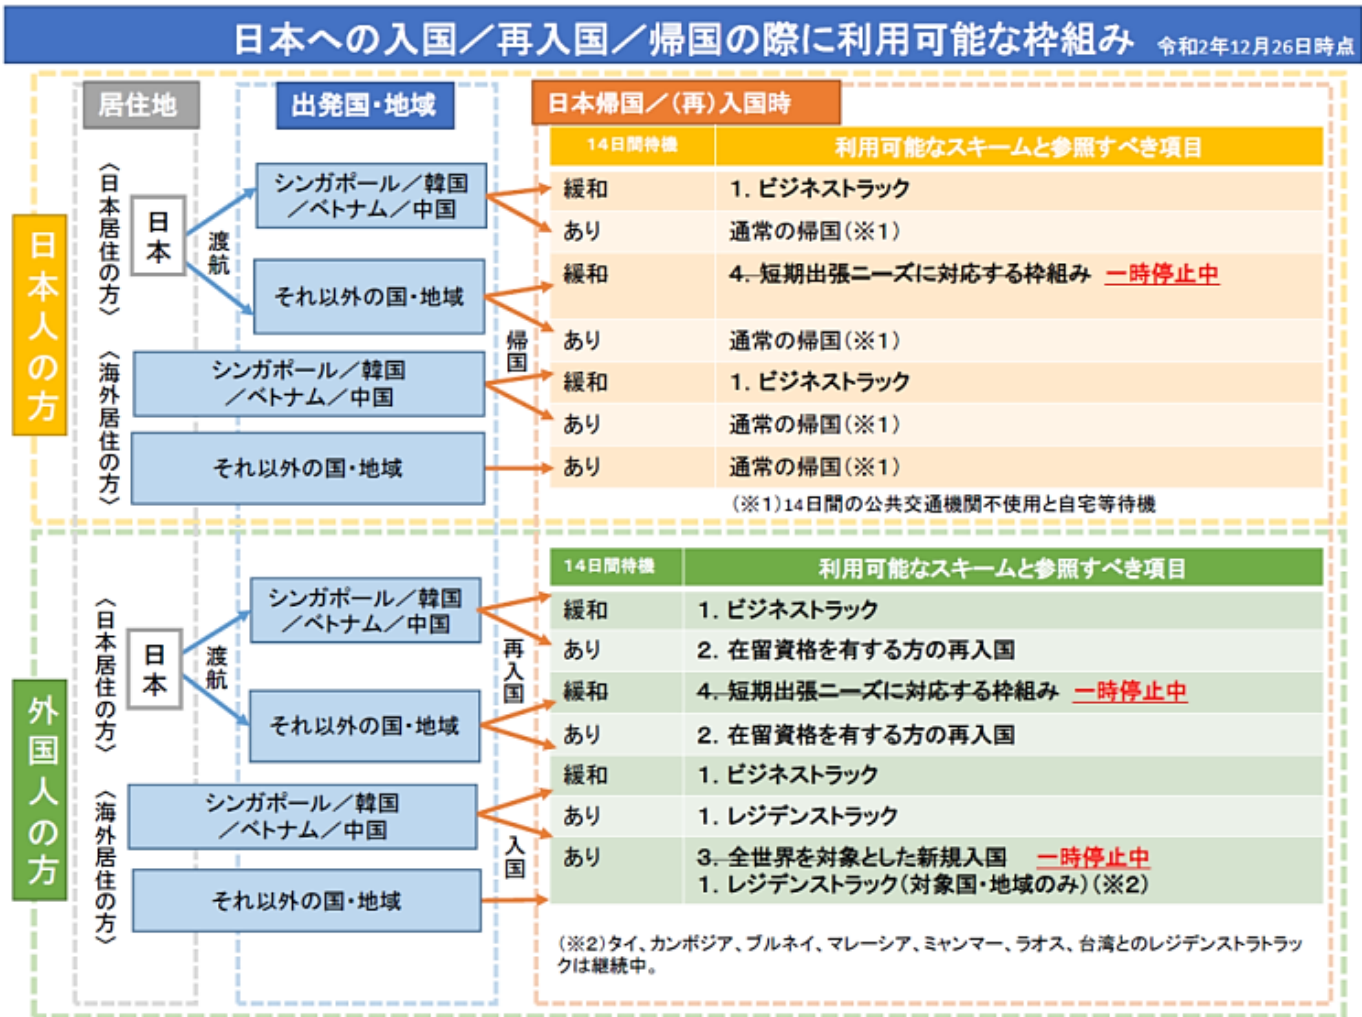 日本への入国／再入国／帰国の際に利用可能な枠組み 令和2年12月26日時点
居住地
出発国・地域
日本帰国／（再）入国時
日本人の方
〈日本居住の方〉
日本
渡航
シンガポール／韓国
／ベトナム／中国
それ以外の国・地域
〈海外居住の方〉
シンガポール／韓国
／ベトナム／中国
それ以外の国・地域
帰国
14日間待機 利用可能なスキームと参照すべき項目
緩和 1. ビジネストラック
あり 通常の帰国（※1）
緩和 4. 短期出張ニーズに対応する枠組み 一時停止中
あり 通常の帰国（※1）
緩和 1. ビジネストラック
あり 通常の帰国（※1）
あり 通常の帰国（※1）
（※1）14日間の公共交通機関不使用と自宅等待機
外国人の方
〈日本居住の方〉
日本
渡航
シンガポール／韓国
／ベトナム／中国
それ以外の国・地域
〈海外居住の方〉
シンガポール／韓国
／ベトナム／中国
それ以外の国・地域
再入国
入国
14日間待機 利用可能なスキームと参照すべき項目
緩和 1. ビジネストラック
あり 2. 在留資格を有する方の再入国
緩和 4. 短期出張ニーズに対応する枠組み 一時停止中
あり 2. 在留資格を有する方の再入国
緩和 1. ビジネストラック
あり 1. レジデンストラック
あり 3. 全世界を対象とした新規入国 一時停止中
1. レジデンストラック（対象国・地域のみ）（※2）
（※2）タイ、カンボジア、ブルネイ、マレーシア、ミャンマー、ラオス、台湾とのレジデンストラトラッ
クは継続中。